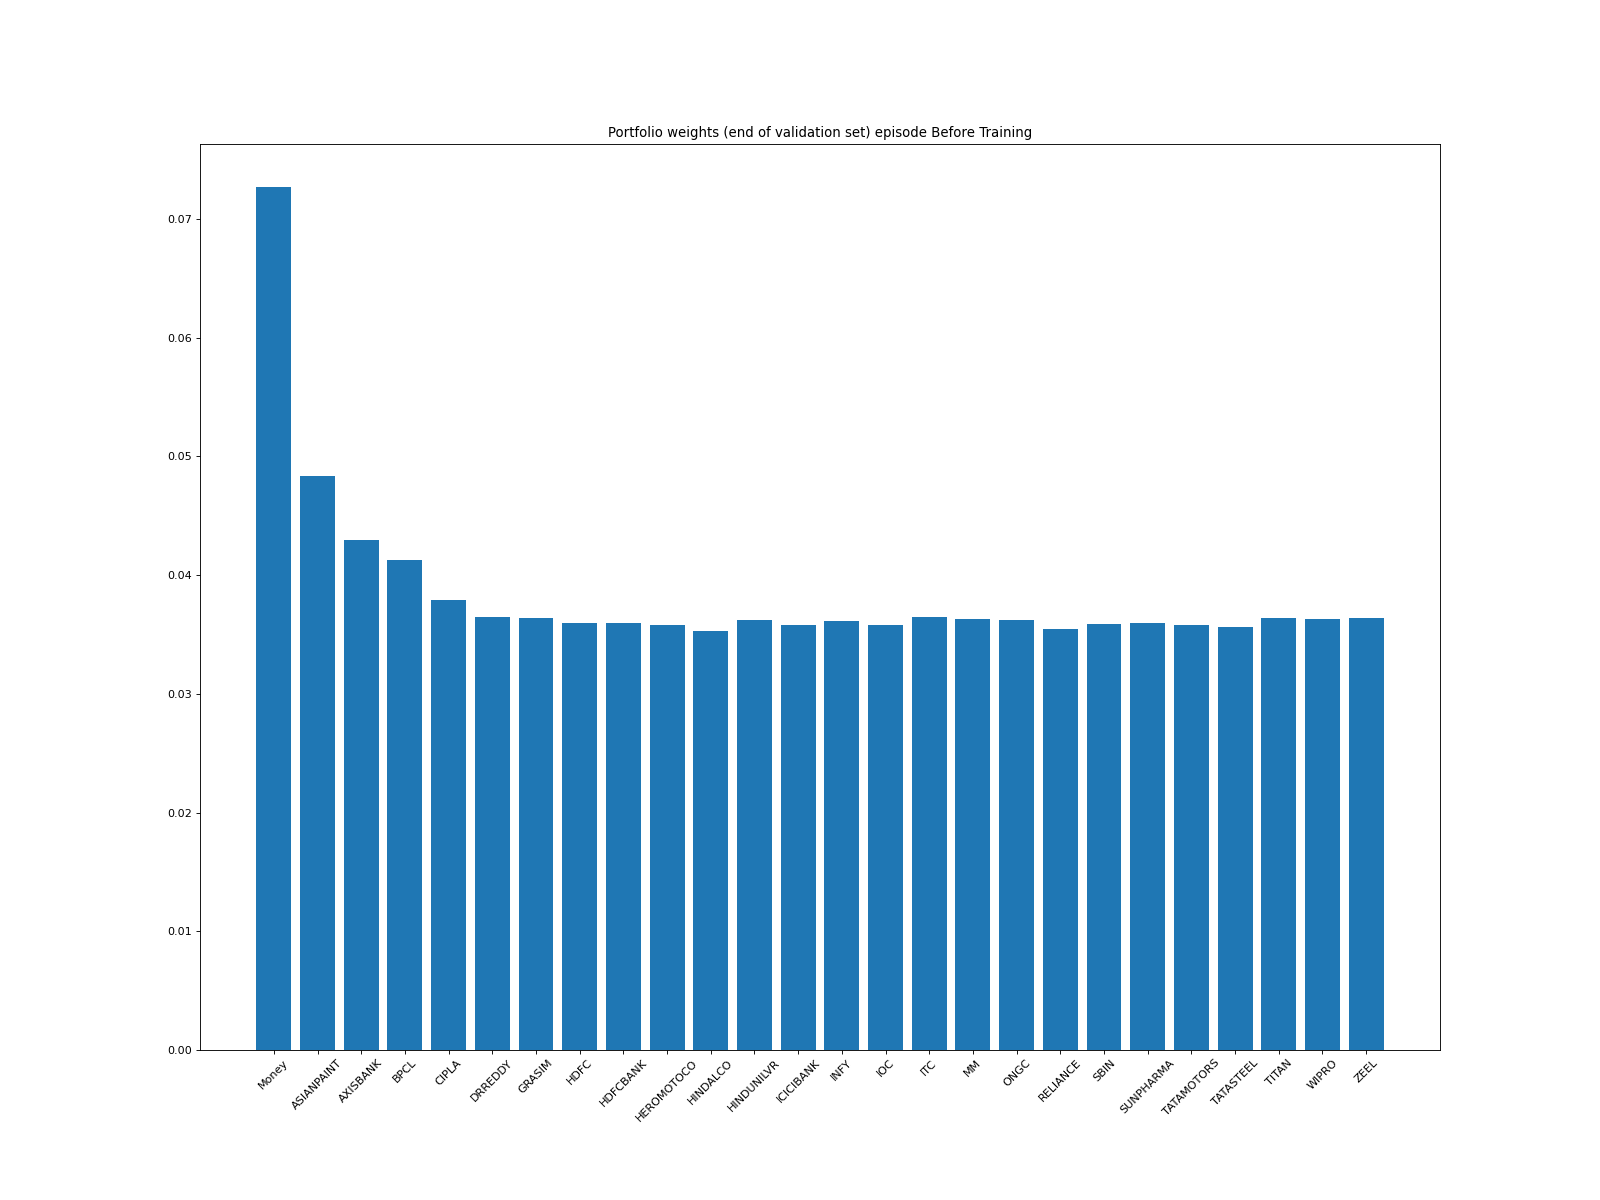 Portfolio weights (end of validation set) episode Before Training
0.07
0.06
0.05
0.04
0.03
0.02
0.01
0.00
Money
ASIANPAINT
AXISBANK
BPCL
CIPLA
DRREDDY
GRASIM
HDFC
HDFCBANK
HEROMOTOCO
HINDALCO
HINDUNILVR
ICICIBANK
INFY
IOC
ITC
MM
ONGC
RELIANCE
SBIN
SUNPHARMA
TATAMOTORS
TATASTEEL
TITAN
WIPRO
ZEEL